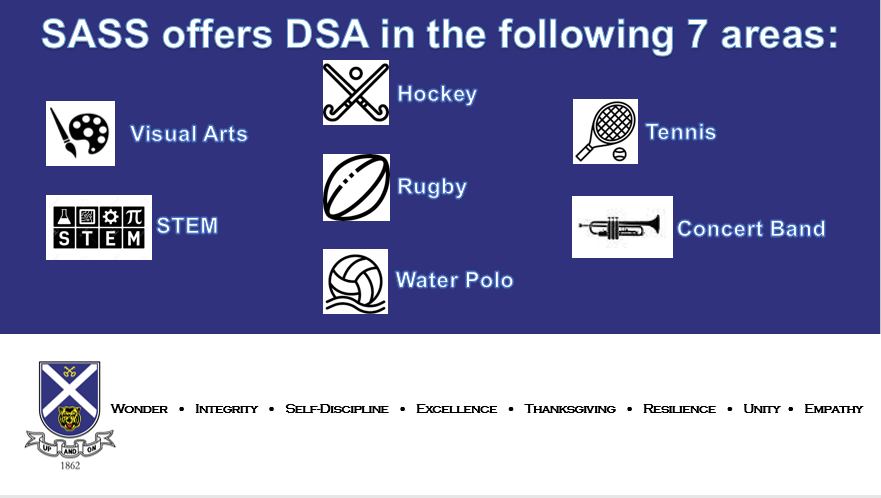 SASS offers DSA in the following 7 areas:
Visual Arts
STEM
STEM
Hockey
Rugby
Water Polo
Tennis
Concert Band
WONDER • INTEGRITY • SELF-DISCIPLINE • EXCELLENCE • THANKSGIVING • RESILIENCE • UNITY • EMPATHY
UP AND ON
1862